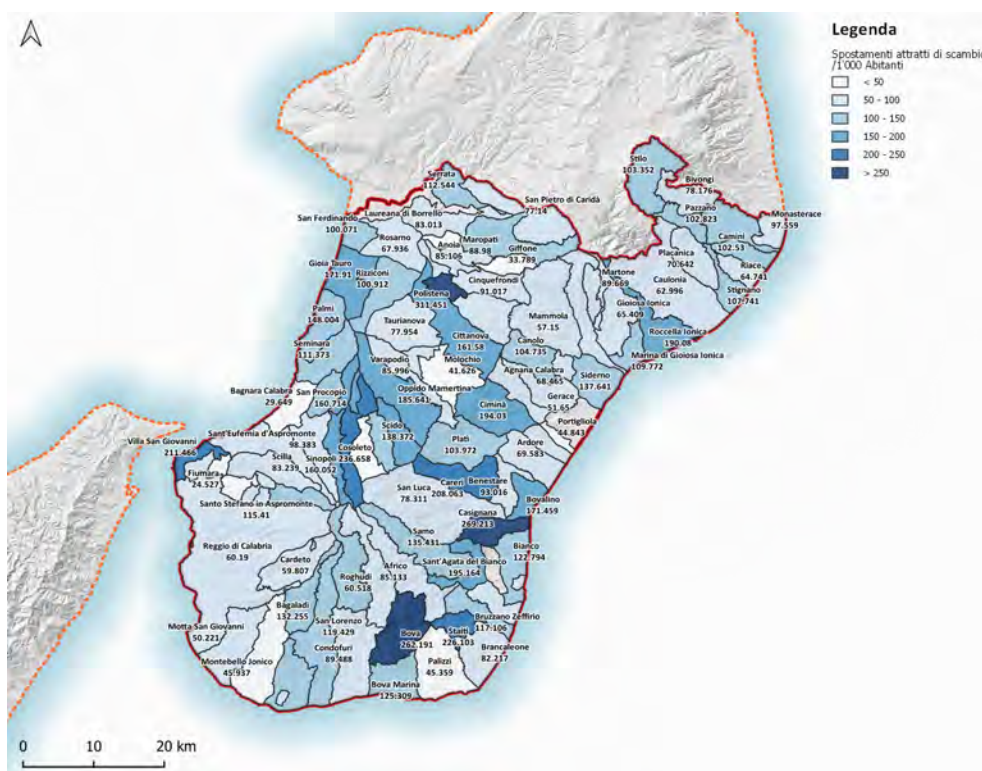 Legenda
Spostamenti attratti di scambio
/1'000 Abitanti
< 50
50 - 100
100 - 150
150 - 200
200 - 250
> 250
Stilo
103.352
Bivongi
78.176
Serrata
112.544
San Pietro di Caridà
77.14
Pazzano
102.823
Monasterace
97.559
San Ferdinando
100.071
Laureana di Borrello
83.013
Camini
102.53
Rosarno
67.936
Anoia
85.106
Maropati
88.98
Giffone
33.789
Placanica
70.642
Riace
64.741
Gioia Tauro
171.91
Rizziconi
100.912
Cinquefrondi
91.017
Martone
89.669
Caulonia
62.996
Stignano
107.741
Polistena
311.451
Gioiosa Ionica
65.409
Palmi
148.004
Taurianova
77.954
Mammola
57.15
Roccella Ionica
190.08
Seminara
111.373
Cittanova
161.58
Canolo
104.735
Marina di Gioiosa Ionica
109.772
Varapodio
85.996
Molochio
41.626
Agnana Calabra
68.465
Siderno
137.641
Bagnara Calabra
29.649
San Procopio
160.714
Oppido Mamertina
185.641
Ciminà
194.03
Gerace
51.65
Portigliola
44.843
Sant'Eufemia d'Aspromonte
98.383
Scido
138.372
Villa San Giovanni
211.466
Cosoleto
236.658
Platì
103.972
Ardore
69.583
Scilla
83.239
Sinopoli
160.052
Fiumara
24.527
San Luca
78.311
Careri
208.063
Benestare
93.016
Bovalino
171.459
Santo Stefano in Aspromonte
115.41
Casignana
269.213
Samo
135.431
Bianco
122.794
Reggio di Calabria
60.19
Cardeto
59.807
Africo
85.133
Sant'Agata del Bianco
195.164
Roghudi
60.518
Bagaladi
132.255
San Lorenzo
119.429
Bruzzano Zeffirio
117.106
Motta San Giovanni
50.221
Bova
262.191
Staiti
226.103
Condofuri
89.488
Brancaleone
82.217
Montebello Jonico
45.937
Palizzi
45.359
Bova Marina
125.309
0 10 20 km